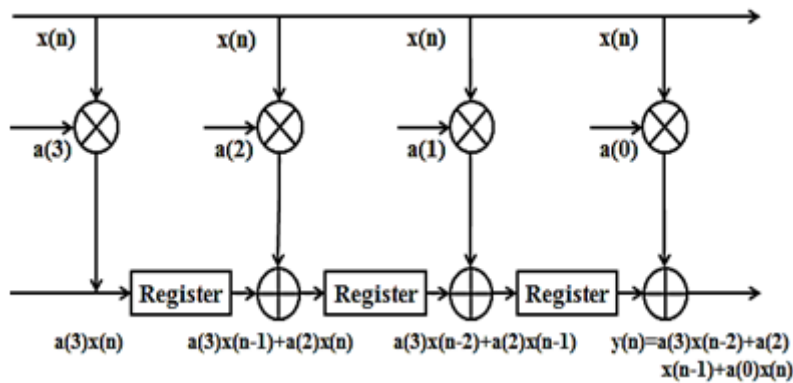 x(n) x(n) x(n) x(n)
a(3) a(2) a(1) a(0)
Register Register Register
a(3)x(n) a(3)x(n-1)+a(2)x(n) a(3)x(n-2)+a(2)x(n-1) y(n)=a(3)x(n-2)+a(2)
x(n-1)+a(0)x(n)